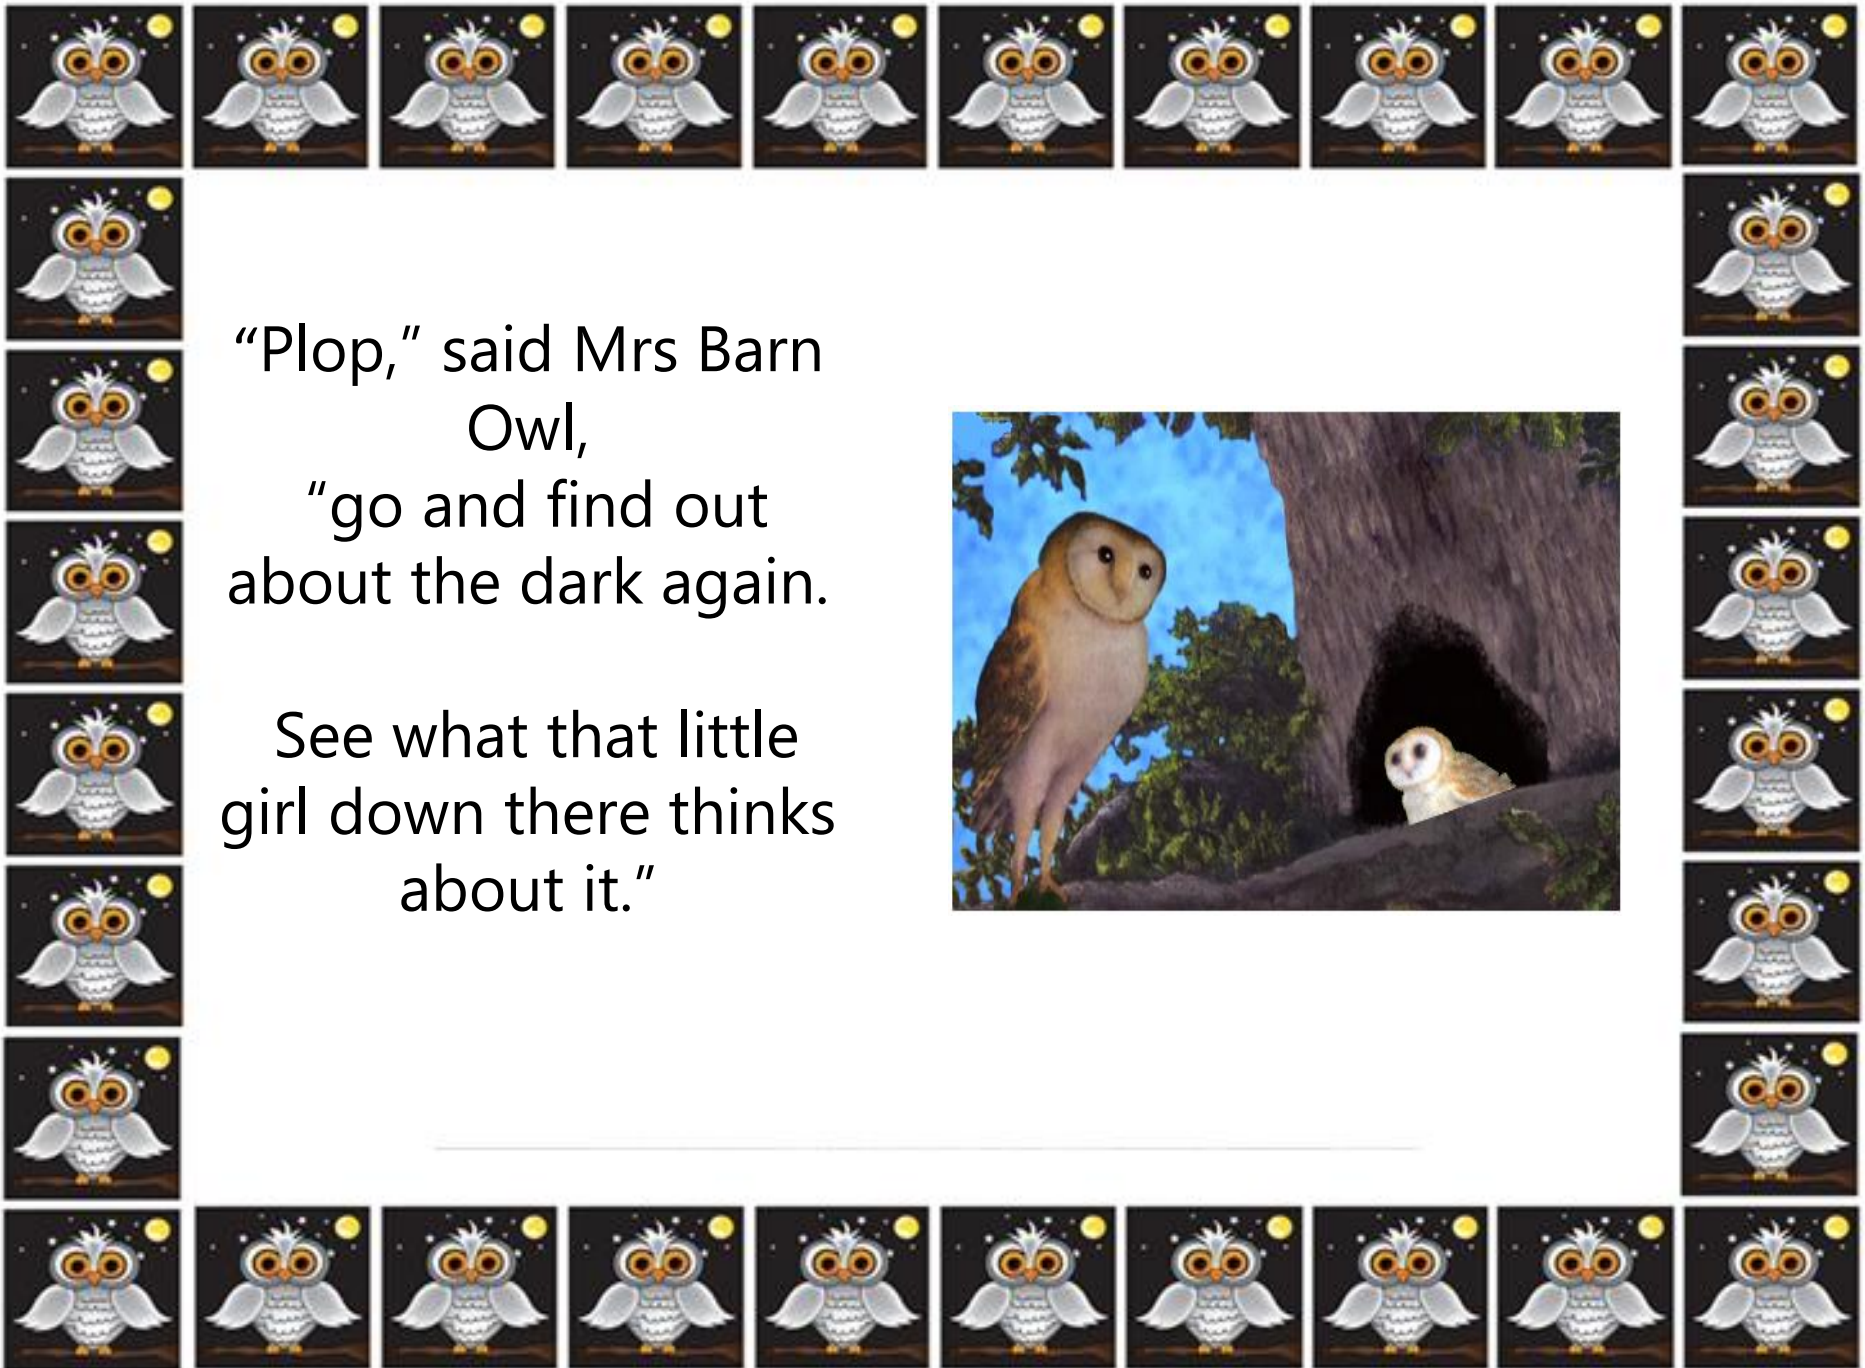 “Plop,” said Mrs Barn
Owl,
“go and find out
about the dark again.
See what that little
girl down there thinks
about it.”